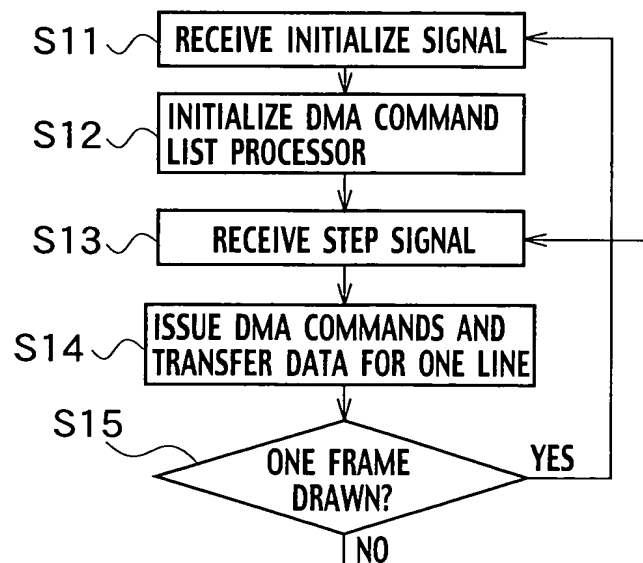 S11
RECEIVE INITIALIZE SIGNAL
S12
INITIALIZE DMA COMMAND
LIST PROCESSOR
S13
RECEIVE STEP SIGNAL
S14
ISSUE DMA COMMANDS AND
TRANSFER DATA FOR ONE LINE
S15
ONE FRAME
DRAWN?
YES
NO